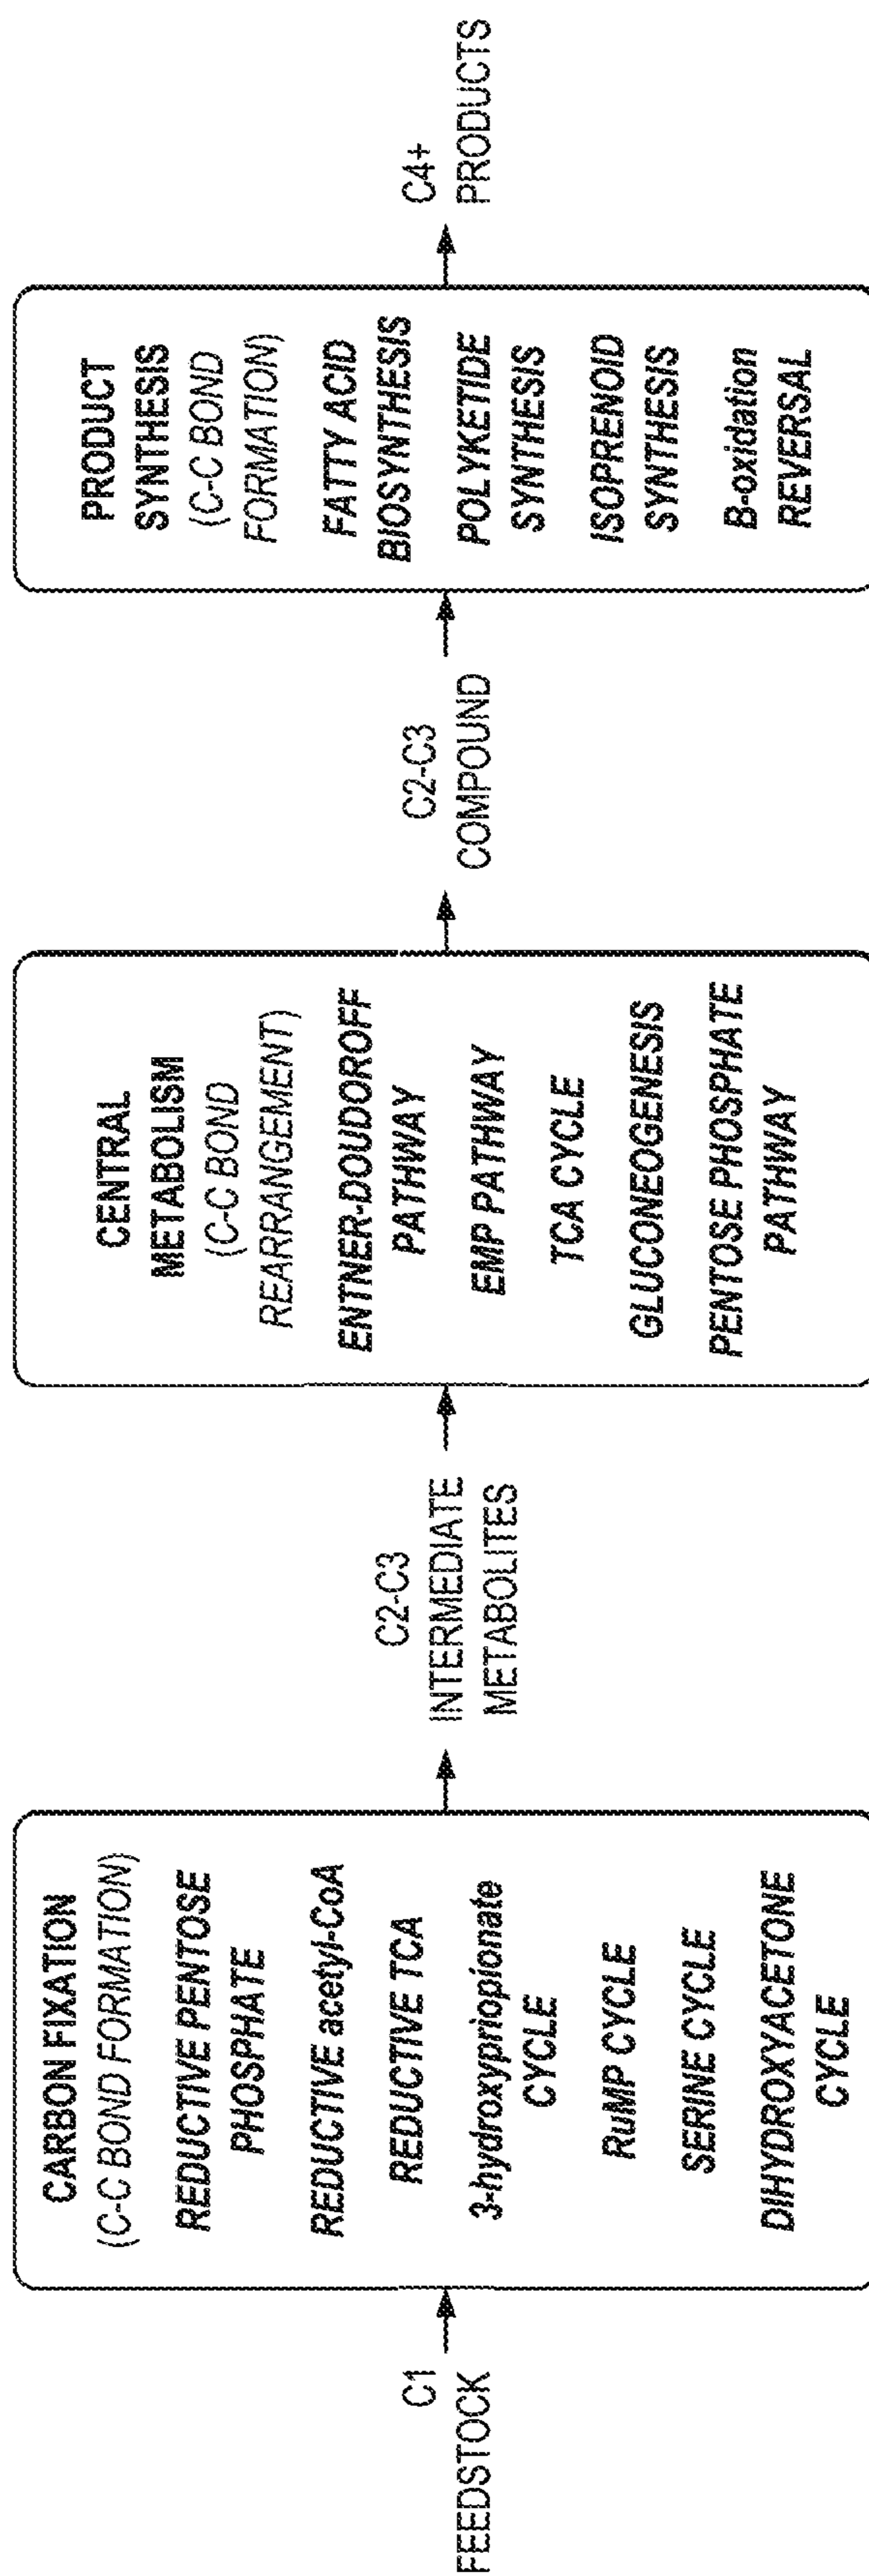 C1
FEEDSTOCK
CARBON FIXATION
(C-C BOND FORMATION)
REDUCTIVE PENTOSE
PHOSPHATE
REDUCTIVE acetyl-CoA
REDUCTIVE TCA
3-hydroxypriopionate
CYCLE
RuMP CYCLE
SERINE CYCLE
DIHYDROXYACETONE
CYCLE
C2-C3
INTERMEDIATE
METABOLITES
CENTRAL
METABOLISM
(C-C BOND
REARRANGEMENT)
ENTNER-DOUDOROFF
PATHWAY
EMP PATHWAY
TCA CYCLE
GLUCONEOGENESIS
PENTOSE PHOSPHATE
PATHWAY
C2-C3
COMPOUND
PRODUCT
SYNTHESIS
(C-C BOND
FORMATION)
FATTY ACID
BIOSYNTHESIS
POLYKETIDE
SYNTHESIS
ISOPRENOID
SYNTHESIS
B-oxidation
REVERSAL
C4+
PRODUCTS